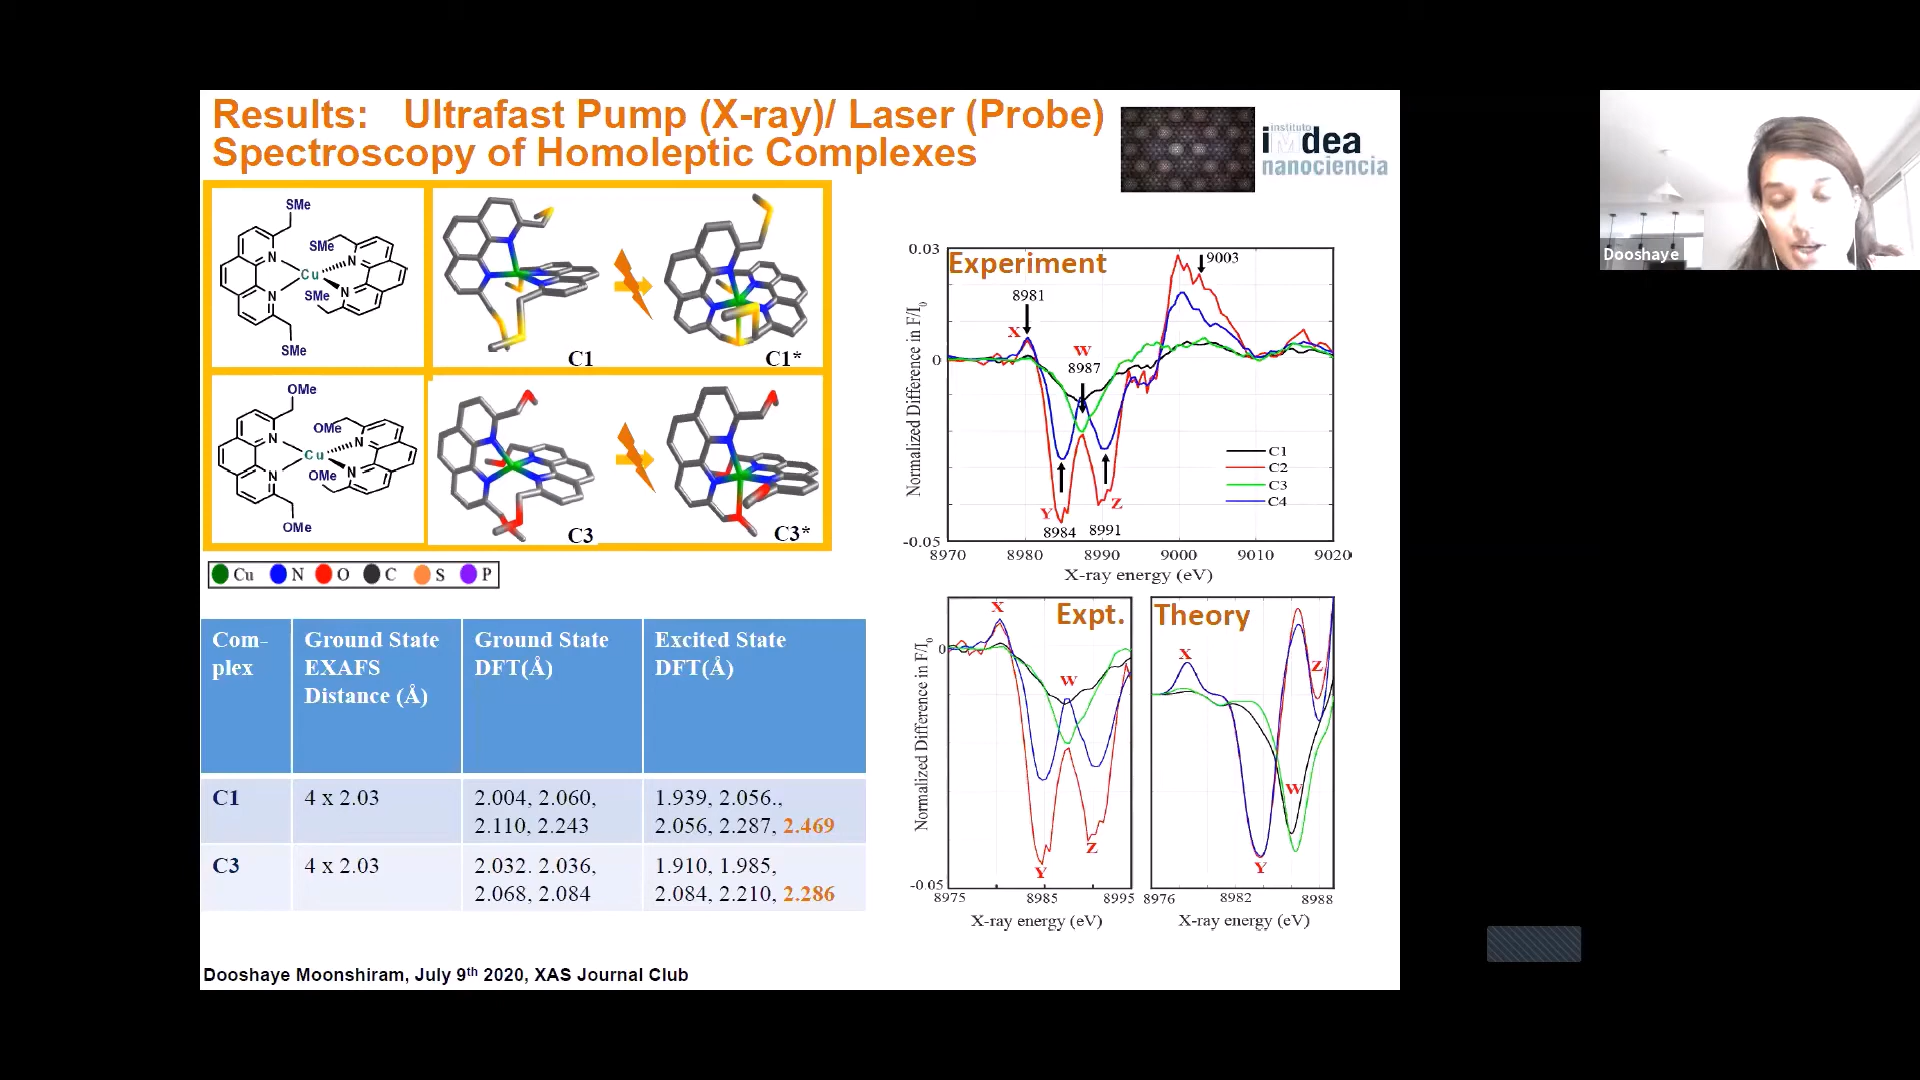 Results: Ultrafast Pump (X-ray)/ Laser (Probe)
Spectroscopy of Homoleptic Complexes
instituto
iMdea
nanociencia
Dooshaye
SMe
SMe
SMe
SMe
N
N
N
N
Cu
C1
C1*
OMe
OMe
OMe
OMe
N
N
N
N
Cu
C3
C3*
Cu N O C S P
Com-
plex
Ground State
EXAFS
Distance (Å)
Ground State
DFT(Å)
Excited State
DFT(Å)
C1
4 x 2.03
2.004, 2.060,
2.110, 2.243
1.939, 2.056.,
2.056, 2.287, 2.469
C3
4 x 2.03
2.032. 2.036,
2.068, 2.084
1.910, 1.985,
2.084, 2.210, 2.286
Experiment
0.03
0
-0.05
Normalized Difference in F/I0
8981
X
W
8987
9003
Y
8984
8991
Z
C1
C2
C3
C4
8970 8980 8990 9000 9010 9020
X-ray energy (eV)
Expt.
X
W
Y
Z
0
-0.05
Normalized Difference in F/I0
8975 8985 8995
X-ray energy (eV)
Theory
X
Z
W
Y
8976 8982 8988
X-ray energy (eV)
Dooshaye Moonshiram, July 9th 2020, XAS Journal Club